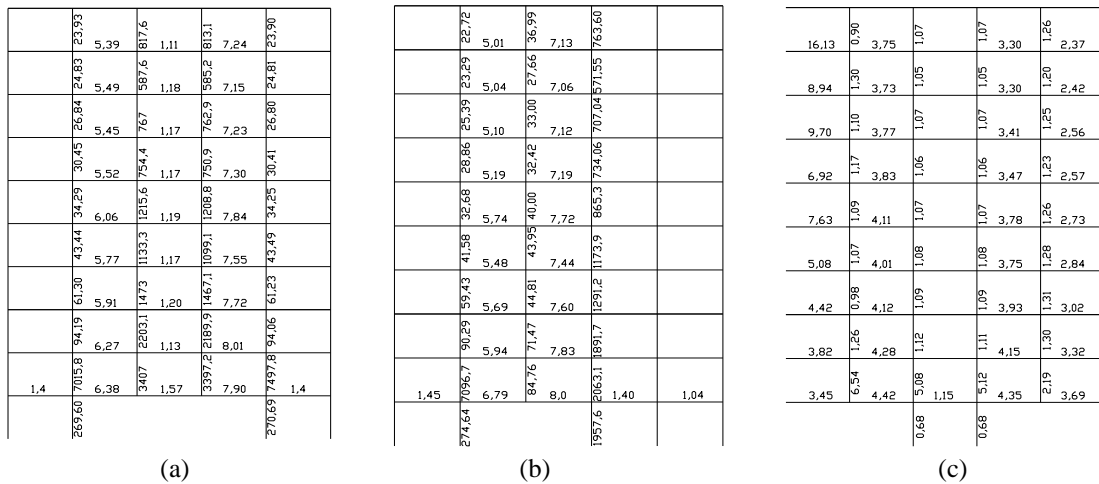 23,93 5,39 817,6 1,11 813,1 7,24 23,90
24,83 5,49 587,6 1,18 585,2 7,15 24,81
26,84 5,45 767 1,17 762,9 7,23 26,80
30,45 5,52 754,4 1,17 750,9 7,30 30,41
34,29 6,06 1215,6 1,19 1208,8 7,84 34,25
43,44 5,77 1133,3 1,17 1099,1 7,55 43,49
61,30 5,91 1473 1,20 1467,1 7,72 61,23
94,19 6,27 2203,1 1,13 2189,9 8,01 94,06
1,4 7015,8 6,38 3407 1,57 3397,2 7,90 7497,8 1,4
269,60 270,69
(a)
22,72 5,01 36,99 7,13 763,60
23,29 5,04 27,66 7,06 571,55
25,39 5,10 33,00 7,12 707,04
28,86 5,19 32,42 7,19 734,06
32,68 5,74 40,00 7,72 865,3
41,58 5,48 43,95 7,44 1173,9
59,43 5,69 44,81 7,60 1291,2
90,29 5,94 71,47 7,83 1891,7
1,45 7096,7 6,79 84,76 8,0 2063,1 1,40 1,04
274,64 1957,6
(b)
16,13 0,90 3,75 1,07 1,07 3,30 1,26 2,37
8,94 1,30 3,73 1,05 1,05 3,30 1,20 2,42
9,70 1,10 3,77 1,07 1,07 3,41 1,25 2,56
6,92 1,17 3,83 1,06 1,06 3,47 1,23 2,57
7,63 1,09 4,11 1,07 1,07 3,78 1,26 2,73
5,08 1,07 4,01 1,08 1,08 3,75 1,28 2,84
4,42 0,98 4,12 1,09 1,09 3,93 1,31 3,02
3,82 1,26 4,28 1,12 1,11 4,15 1,30 3,32
3,45 6,54 4,42 5,08 1,15 5,12 4,35 2,19 3,69
0,68 0,68
(c)